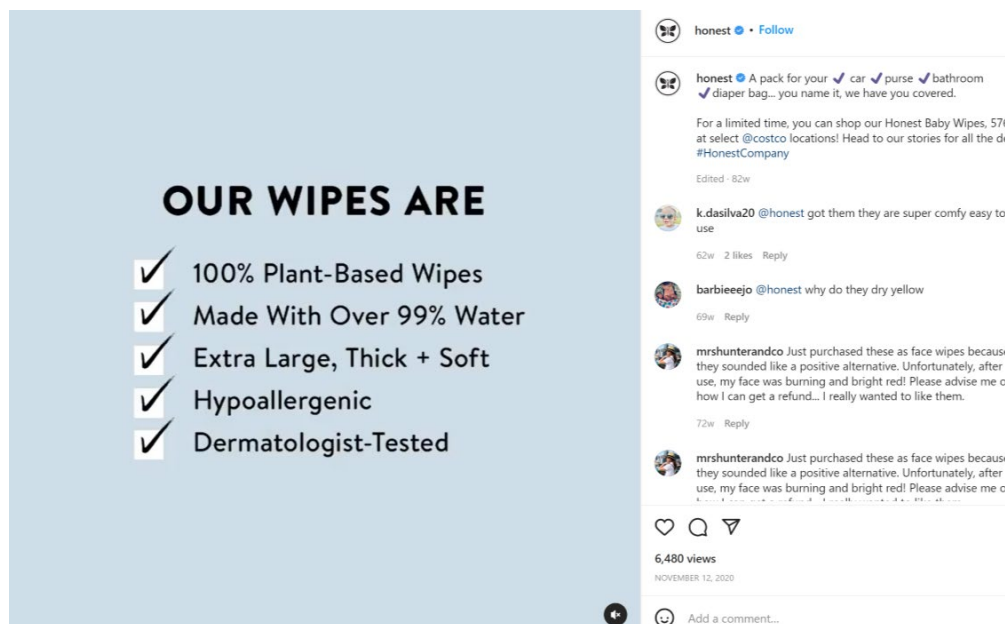 OUR WIPES ARE
100% Plant-Based Wipes
Made With Over 99% Water
Extra Large, Thick + Soft
Hypoallergenic
Dermatologist-Tested
honest • Follow
honest A pack for your ✔ car ✔ purse ✔ bathroom
✔ diaper bag... you name it, we have you covered.
For a limited time, you can shop our Honest Baby Wipes, 576
at select @costco locations! Head to our stories for all the de
#HonestCompany
Edited · 82w
k.dasilva20 @honest got them they are super comfy easy to
use
62w 2 likes Reply
barbieeejo @honest why do they dry yellow
69w Reply
mrshunterandco Just purchased these as face wipes because
they sounded like a positive alternative. Unfortunately, after
use, my face was burning and bright red! Please advise me o
how I can get a refund... I really wanted to like them.
72w Reply
mrshunterandco Just purchased these as face wipes because
they sounded like a positive alternative. Unfortunately, after
use, my face was burning and bright red! Please advise me o
6,480 views
NOVEMBER 12, 2020
Add a comment...